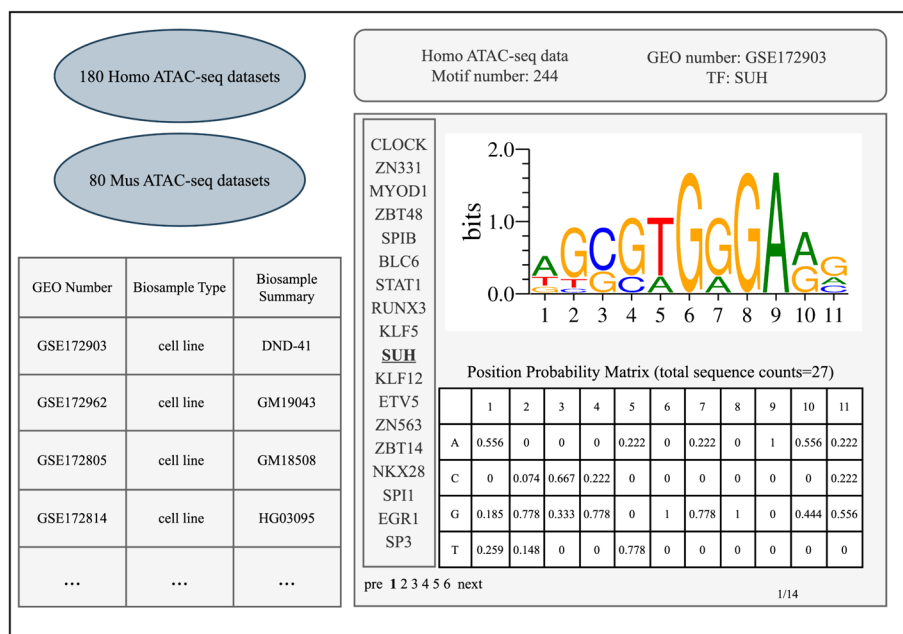 180 Homo ATAC-seq datasets
80 Mus ATAC-seq datasets
GEO Number Biosample Type Biosample Summary
GSE172903 cell line DND-41
GSE172962 cell line GM19043
GSE172805 cell line GM18508
GSE172814 cell line HG03095
... ... ...
Homo ATAC-seq data GEO number: GSE172903
Motif number: 244 TF: SUH
CLOCK
ZN331
MYOD1
ZBT48
SPIB
BLC6
STAT1
RUNX3
KLF5
SUH
KLF12
ETV5
ZN563
ZBT14
NKX28
SPI1
EGR1
SP3
pre 1 2 3 4 5 6 next
bits
2.0
1.0
0.0
A G C G T G G G A A G
T T G C A A G A
G C C
1 2 3 4 5 6 7 8 9 10 11
Position Probability Matrix (total sequence counts=27)
1 2 3 4 5 6 7 8 9 10 11
A 0.556 0 0 0 0.222 0 0.222 0 1 0.556 0.222
C 0 0.074 0.667 0.222 0 0 0 0 0 0 0.222
G 0.185 0.778 0.333 0.778 0 1 0.778 1 0 0.444 0.556
T 0.259 0.148 0 0 0.778 0 0 0 0 0 0
1/14